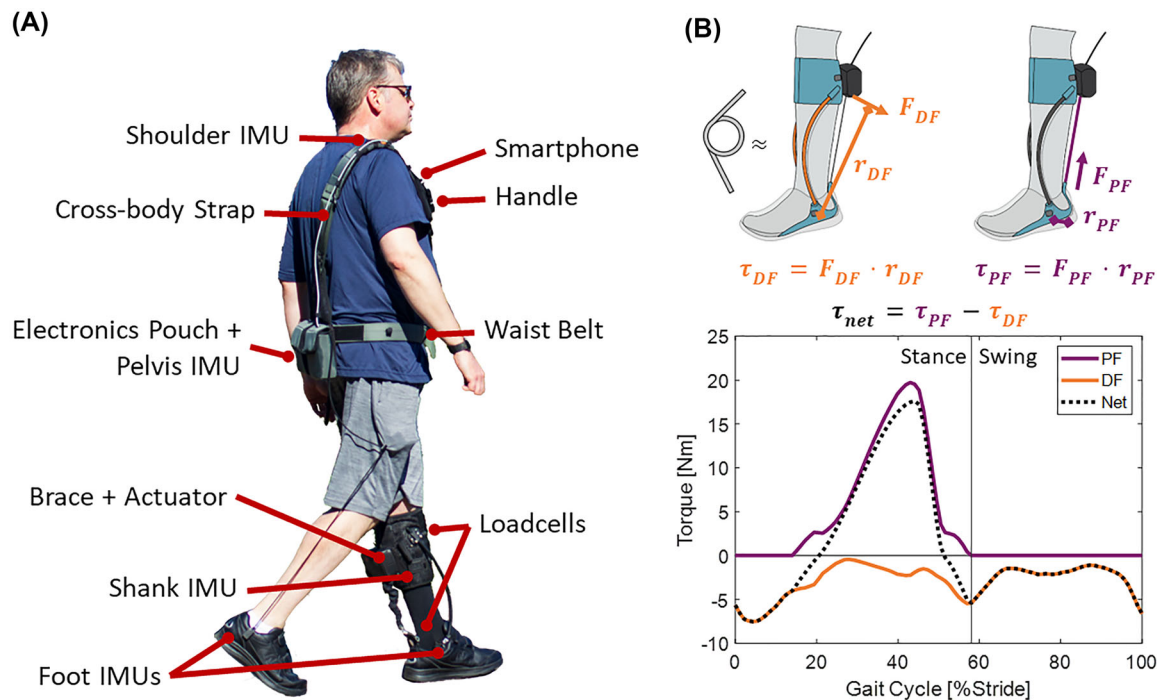 (A)
Shoulder IMU
Smartphone
Handle
Cross-body Strap
Electronics Pouch +
Pelvis IMU
Waist Belt
Brace + Actuator
Loadcells
Shank IMU
Foot IMUs
(B)
≈
F_DF
r_DF
F_PF
r_PF
τ_DF = F_DF · r_DF
τ_PF = F_PF · r_PF
τ_net = τ_PF − τ_DF
Stance
Swing
PF
DF
Net
25
20
15
10
5
0
-5
-10
Torque [Nm]
0 20 40 60 80 100
Gait Cycle [%Stride]